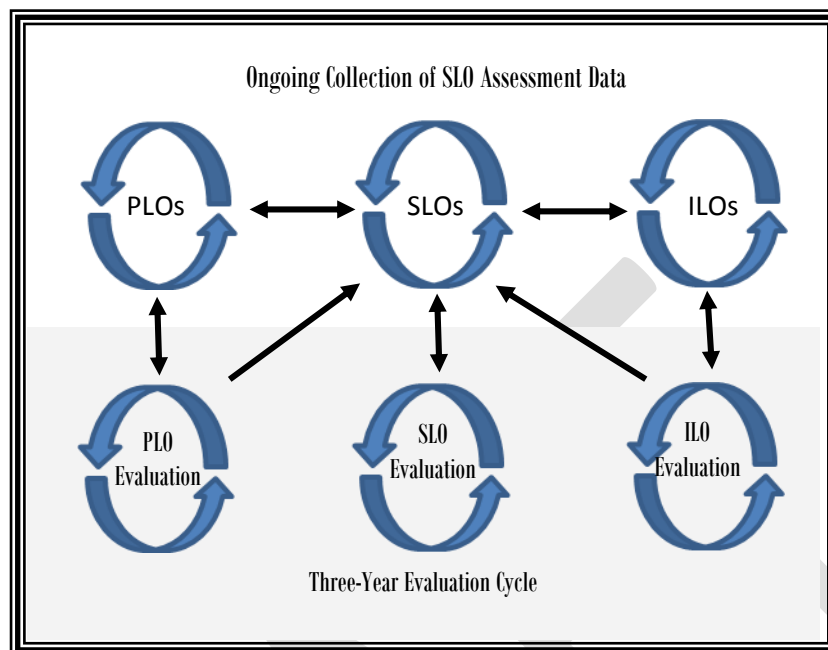 Ongoing Collection of SLO Assessment Data
PLOs
SLOs
ILOs
PLO
Evaluation
SLO
Evaluation
ILO
Evaluation
Three-Year Evaluation Cycle